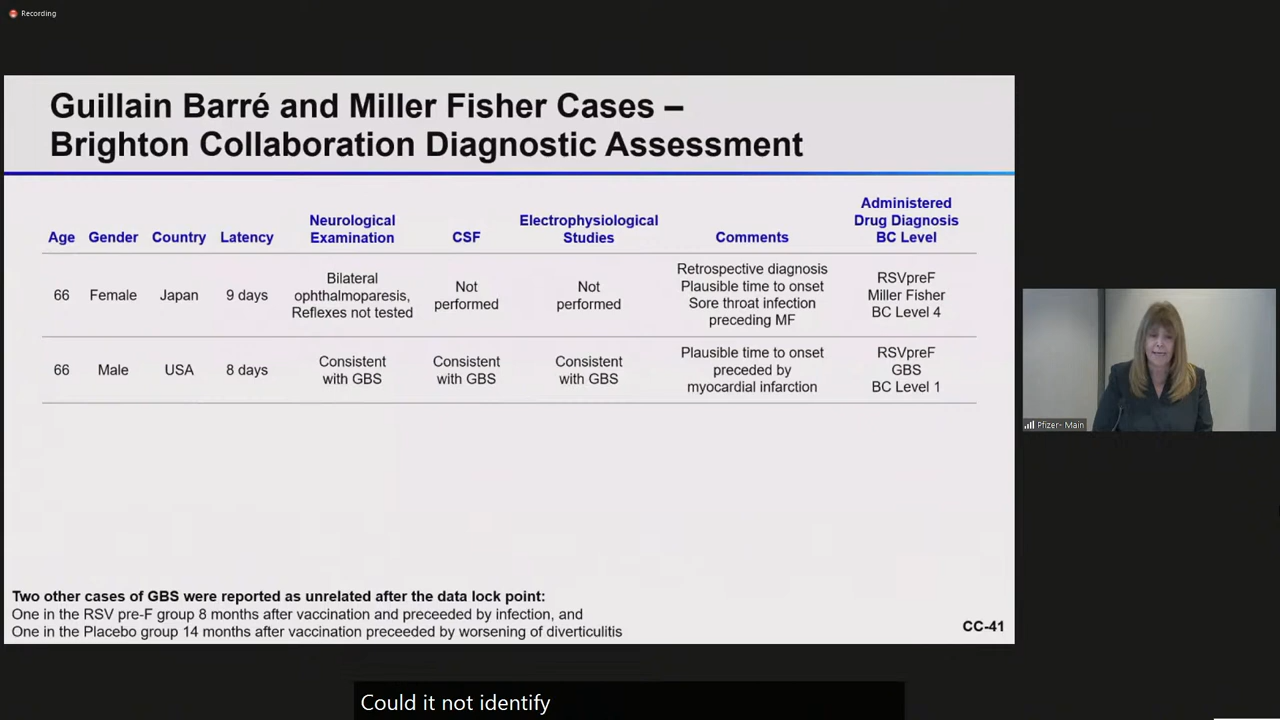 Recording
Guillain Barré and Miller Fisher Cases –
Brighton Collaboration Diagnostic Assessment
Age Gender Country Latency Neurological Examination CSF Electrophysiological Studies Comments Administered Drug Diagnosis BC Level
66 Female Japan 9 days Bilateral ophthalmoparesis, Reflexes not tested Not performed Not performed Retrospective diagnosis Plausible time to onset Sore throat infection preceding MF RSVpreF Miller Fisher BC Level 4
66 Male USA 8 days Consistent with GBS Consistent with GBS Consistent with GBS Plausible time to onset preceded by myocardial infarction RSVpreF GBS BC Level 1
Pfizer- Main
Two other cases of GBS were reported as unrelated after the data lock point:
One in the RSV pre-F group 8 months after vaccination and preceeded by infection, and
One in the Placebo group 14 months after vaccination preceeded by worsening of diverticulitis
CC-41
Could it not identify